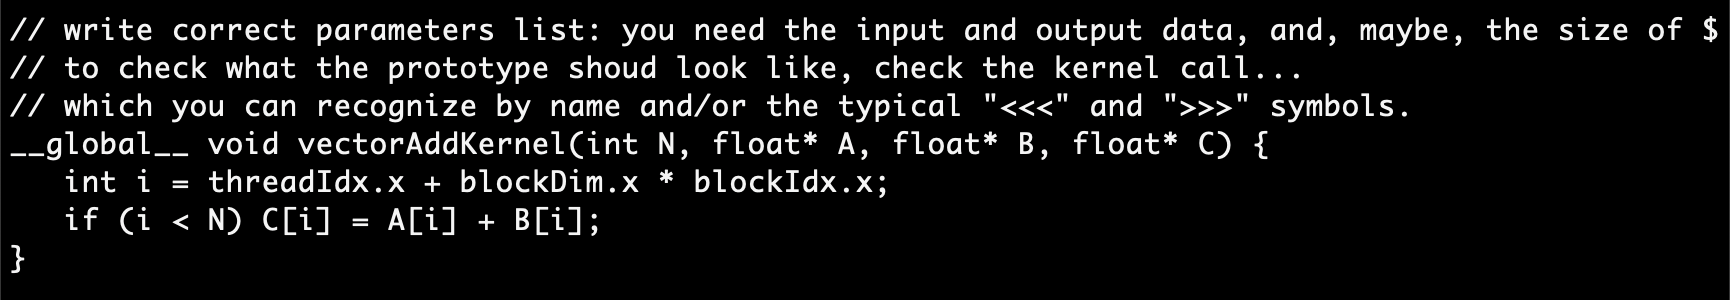 // write correct parameters list: you need the input and output data, and, maybe, the size of $
// to check what the prototype shoud look like, check the kernel call...
// which you can recognize by name and/or the typical "<<<" and ">>>" symbols.
__global__ void vectorAddKernel(int N, float* A, float* B, float* C) {
   int i = threadIdx.x + blockDim.x * blockIdx.x;
   if (i < N) C[i] = A[i] + B[i];
}